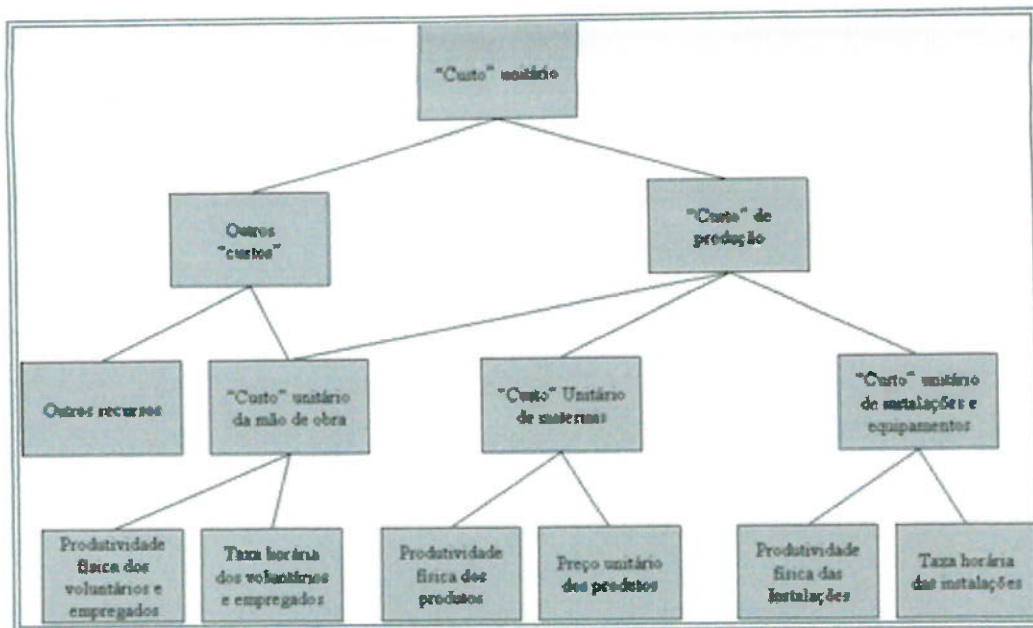 "Custo" unitário
Outros
"custos"
"Custo" de
produção
Outros recursos
"Custo" unitário
da mão de obra
"Custo" Unitário
de materiais
"Custo" unitário
de instalações e
equipamentos
Produtividade
física dos
voluntários e
empregados
Taxa horária
dos voluntários
e empregados
Produtividade
física dos
produtos
Preço unitário
dos produtos
Produtividade
física das
Instalações
Taxa horária
das instalações